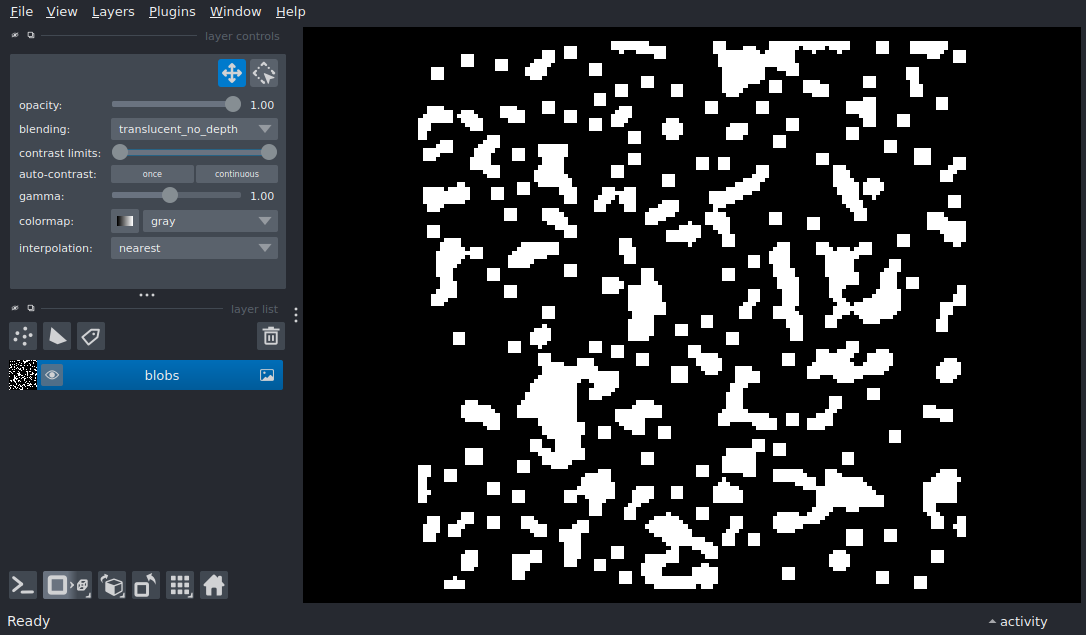 File View Layers Plugins Window Help
layer controls
opacity: 1.00
blending: translucent_no_depth
contrast limits:
auto-contrast: once continuous
gamma: 1.00
colormap: gray
interpolation: nearest
layer list
blobs
Ready activity